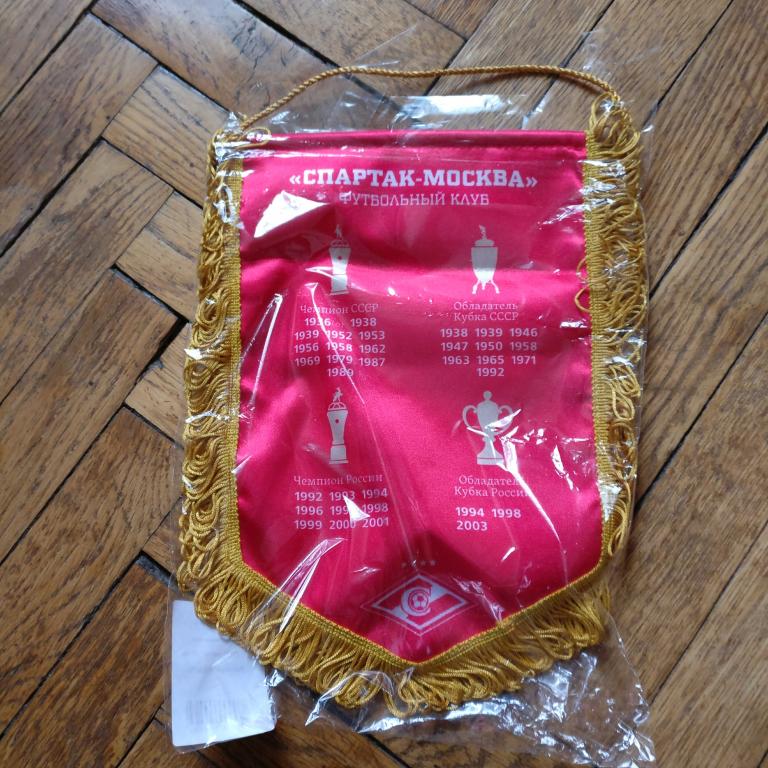 «СПАРТАК-МОСКВА»
ФУТБОЛЬНЫЙ КЛУБ
Чемпион СССР
1936 1938
1939 1952 1953
1956 1958 1962
1969 1979 1987
1989
Обладатель
Кубка СССР
1938 1939 1946
1947 1950 1958
1963 1965 1971
1992
Чемпион России
1992 1993 1994
1996 1998
1999 2000 2001
Обладатель
Кубка России
1994 1998
2003
С